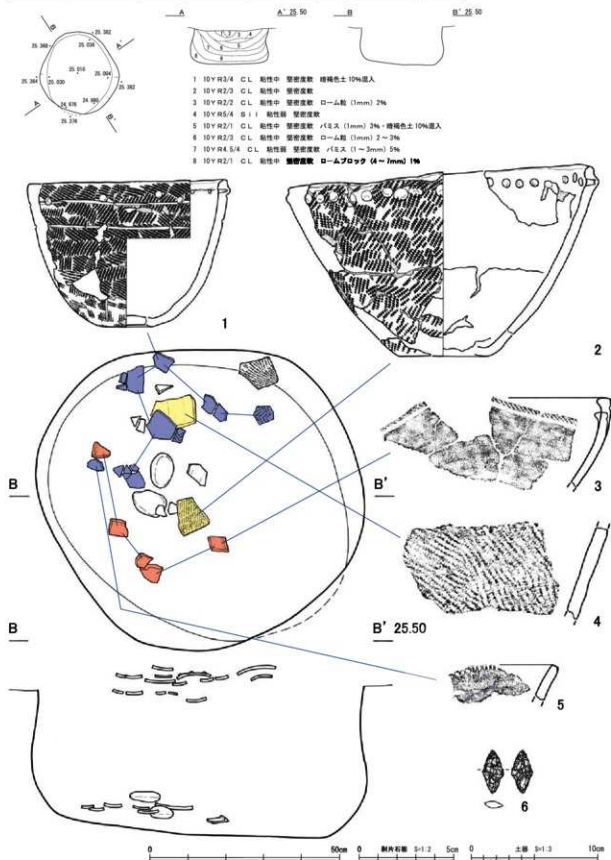 A A' 25.50 B B' 25.50
B
25.382
25.036
A'
25.364
25.010
25.030
25.094
25.382
A
24.976
24.990
B'
25.376
1 10YR3/4 CL 粘性中 堅密度軟 暗褐色土10%混入
2 10YR2/3 CL 粘性中 堅密度軟
3 10YR2/2 CL 粘性中 堅密度軟 ローム粒(1mm)2%
4 10YR5/4 SiL 粘性弱 堅密度軟
5 10YR2/1 CL 粘性中 堅密度軟 パミス(1mm)3%・暗褐色土10%混入
6 10YR2/3 CL 粘性中 堅密度軟 ローム粒(1mm)2~3%
7 10YR4.5/4 CL 粘性弱 堅密度軟 パミス(1~3mm)5%
8 10YR2/1 CL 粘性中 堅密度軟 ロームブロック(4~7mm)1%
1
2
B B'
3
4
B B' 25.50
5
6
0 50cm 0 剥片石器 S=1:2 5cm 0 土器 S=1:3 10cm